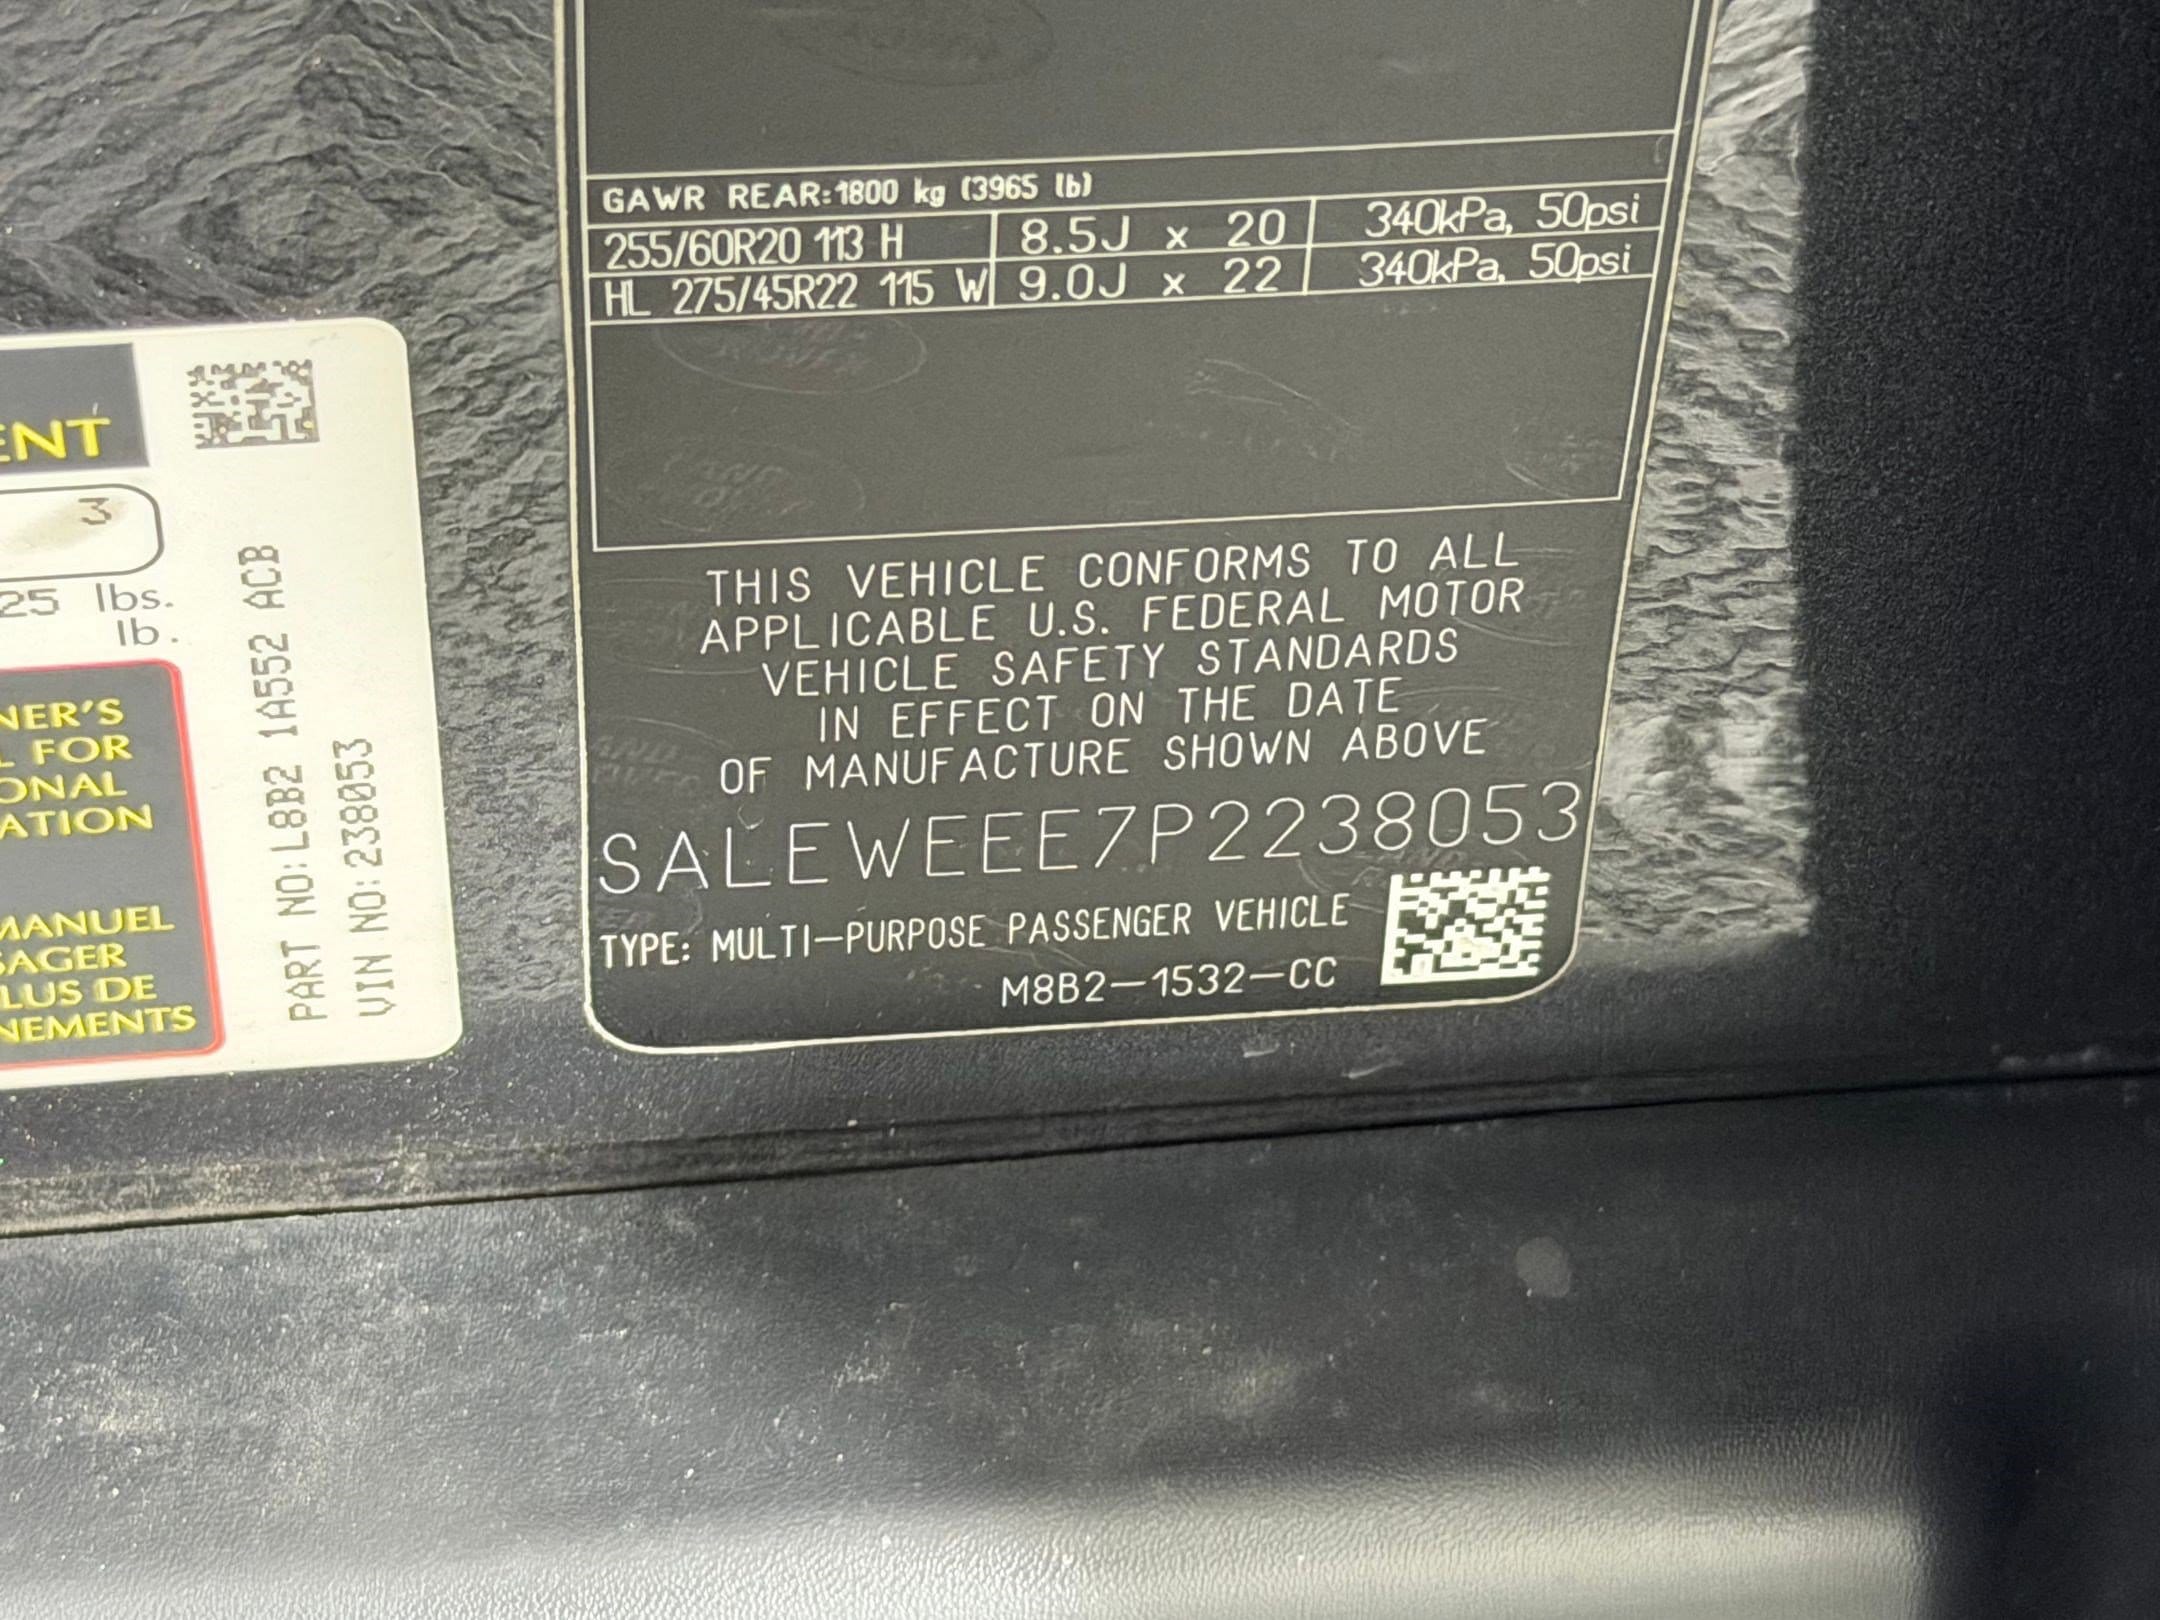 GAWR REAR:1800 kg (3965 lb)
255/60R20 113 H 8.5J x 20 340kPa, 50psi
HL 275/45R22 115 W 9.0J x 22 340kPa, 50psi
THIS VEHICLE CONFORMS TO ALL
APPLICABLE U.S. FEDERAL MOTOR
VEHICLE SAFETY STANDARDS
IN EFFECT ON THE DATE
OF MANUFACTURE SHOWN ABOVE
SALEWEEE7P2238053
TYPE: MULTI-PURPOSE PASSENGER VEHICLE
M8B2-1532-CC
ENT
3
25 lbs.
lb.
NER'S
L FOR
ONAL
ATION
MANUEL
SAGER
LUS DE
NEMENTS
PART NO:L8B2 1A552 ACB
VIN NO:238053